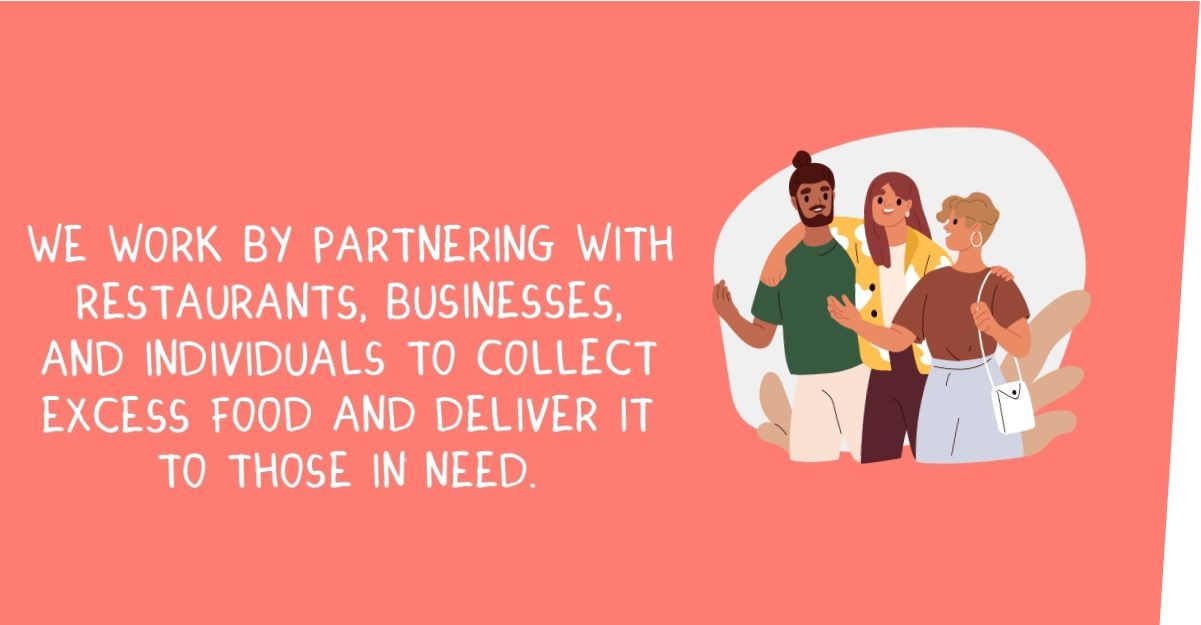 WE WORK BY PARTNERING WITH
RESTAURANTS, BUSINESSES,
AND INDIVIDUALS TO COLLECT
EXCESS FOOD AND DELIVER IT
TO THOSE IN NEED.